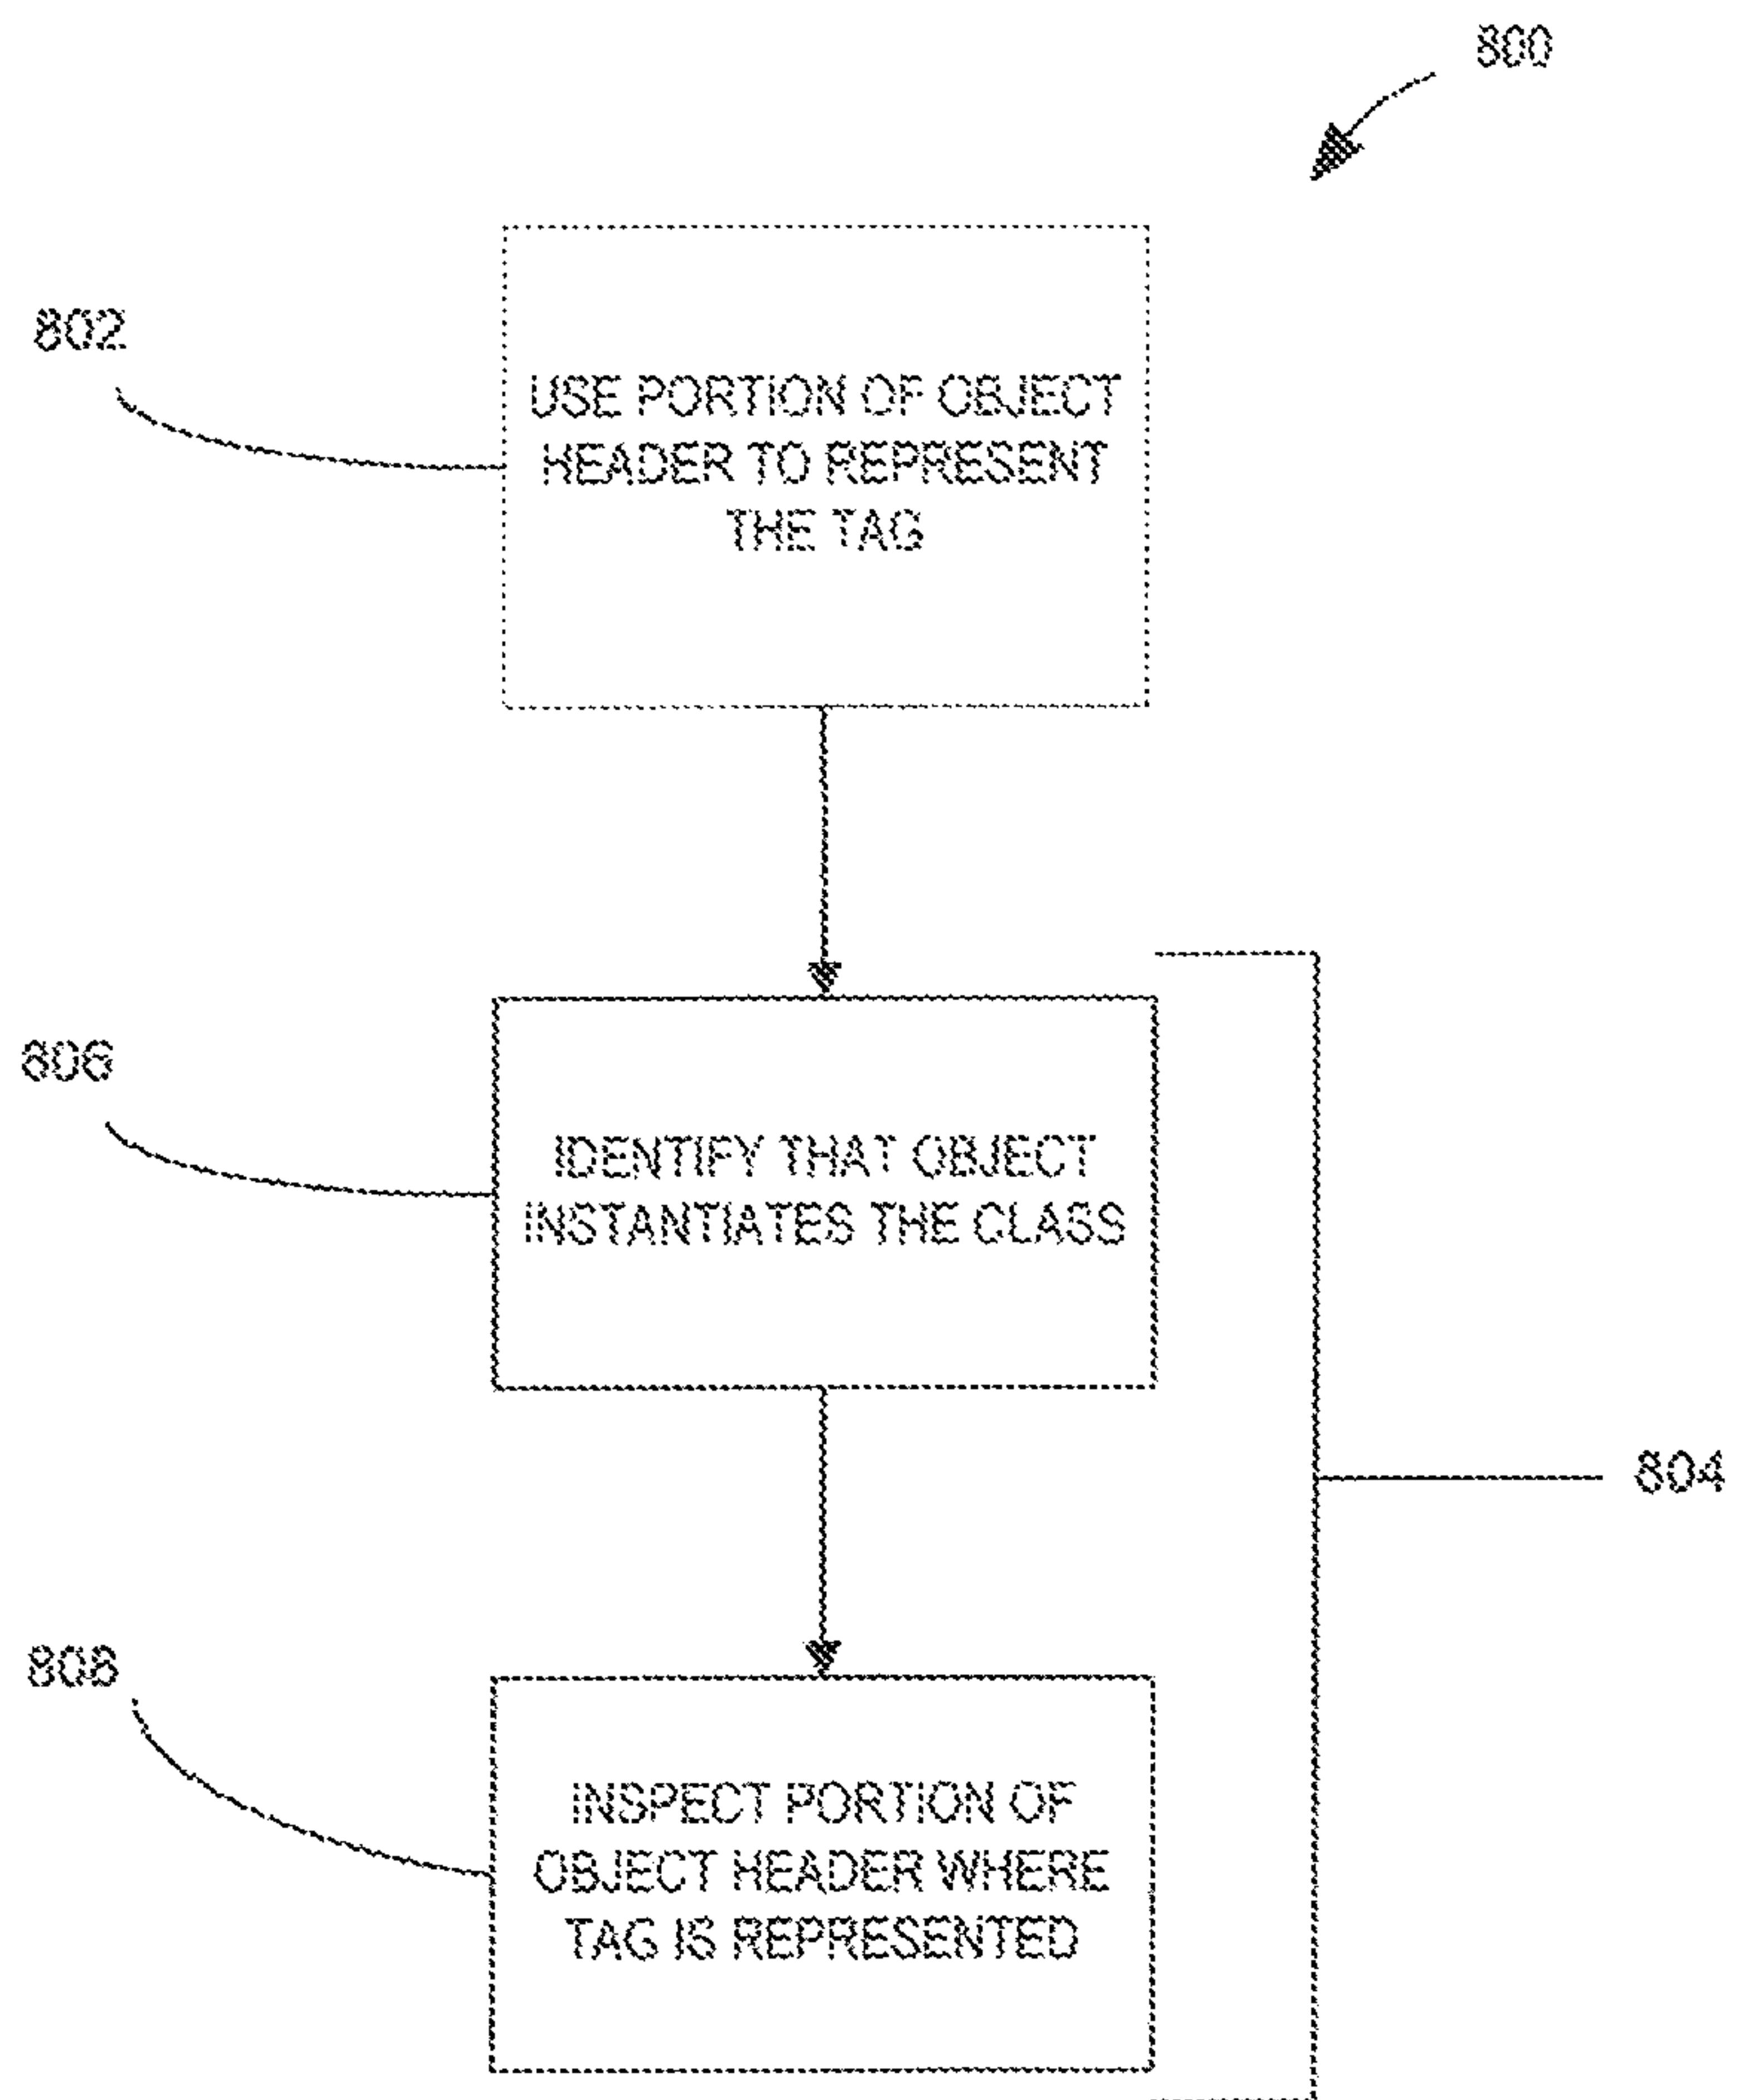 800
802
USE PORTION OF OBJECT
HEADER TO REPRESENT
THE TAG
806
IDENTIFY THAT OBJECT
INSTANTIATES THE CLASS
804
808
INSPECT PORTION OF
OBJECT HEADER WHERE
TAG IS REPRESENTED